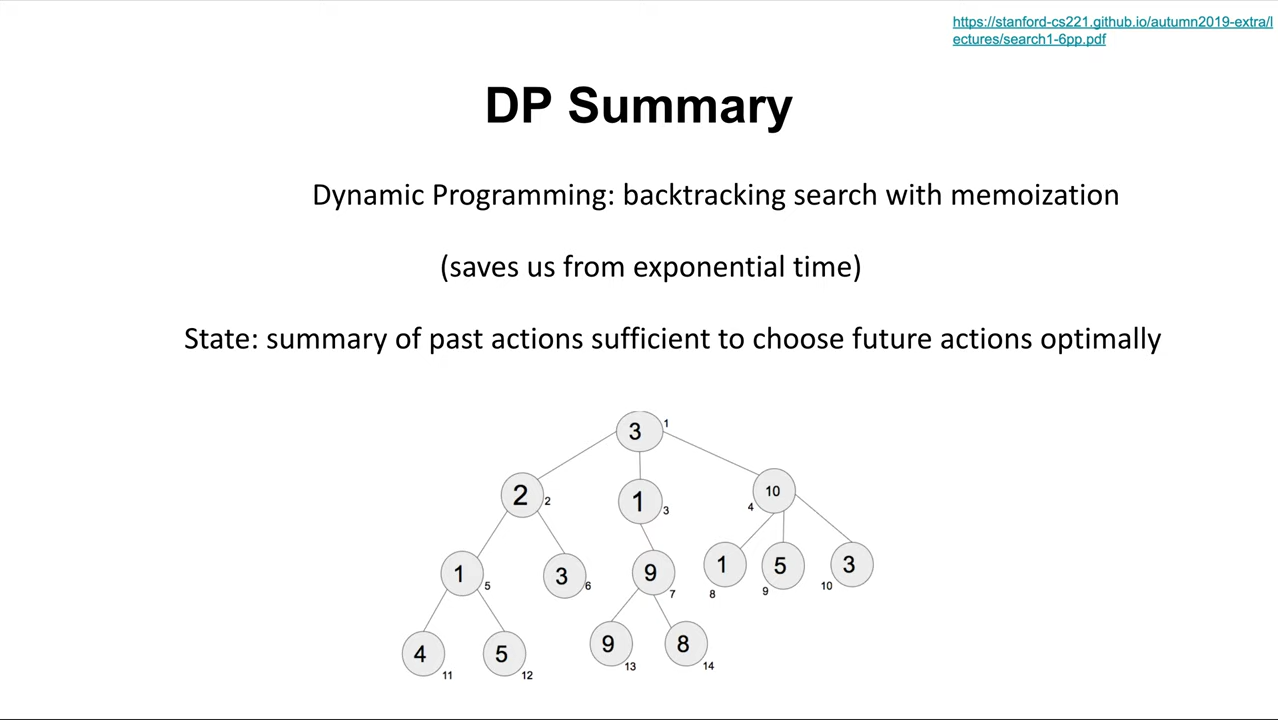 https://stanford-cs221.github.io/autumn2019-extra/l
ectures/search1-6pp.pdf
DP Summary
Dynamic Programming: backtracking search with memoization
(saves us from exponential time)
State: summary of past actions sufficient to choose future actions optimally
3 1
2 2
1 3
10 4
1 5
3 6
9 7
1 8
5 9
3 10
4 11
5 12
9 13
8 14